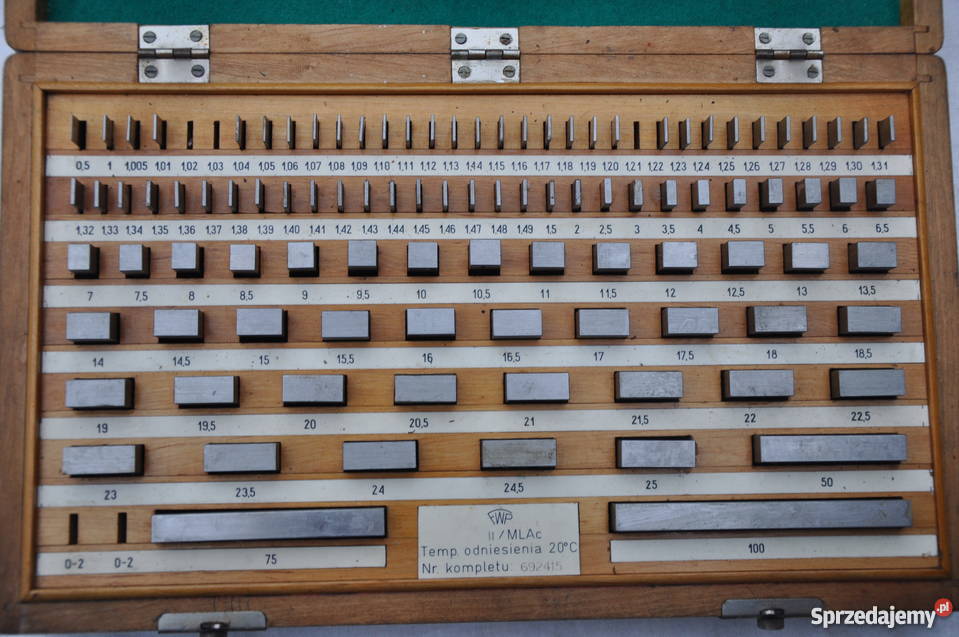 0,5 1 1,005 1,01 1,02 1,03 1,04 1,05 1,06 1,07 1,08 1,09 1,10 1,11 1,12 1,13 1,44 1,15 1,16 1,17 1,18 1,19 1,20 1,21 1,22 1,23 1,24 1,25 1,26 1,27 1,28 1,29 1,30 1,31
1,32 1,33 1,34 1,35 1,36 1,37 1,38 1,39 1,40 1,41 1,42 1,43 1,44 1,45 1,46 1,47 1,48 1,49 1,5 2 2,5 3 3,5 4 4,5 5 5,5 6 6,5
7 7,5 8 8,5 9 9,5 10 10,5 11 11,5 12 12,5 13 13,5
14 14,5 15 15,5 16 16,5 17 17,5 18 18,5
19 19,5 20 20,5 21 21,5 22 22,5
23 23,5 24 24,5 25 50
0-2 0-2 75
FWP
II/MLAc
Temp. odniesienia 20°C
Nr. kompletu: 692415
100
Sprzedajemy.pl